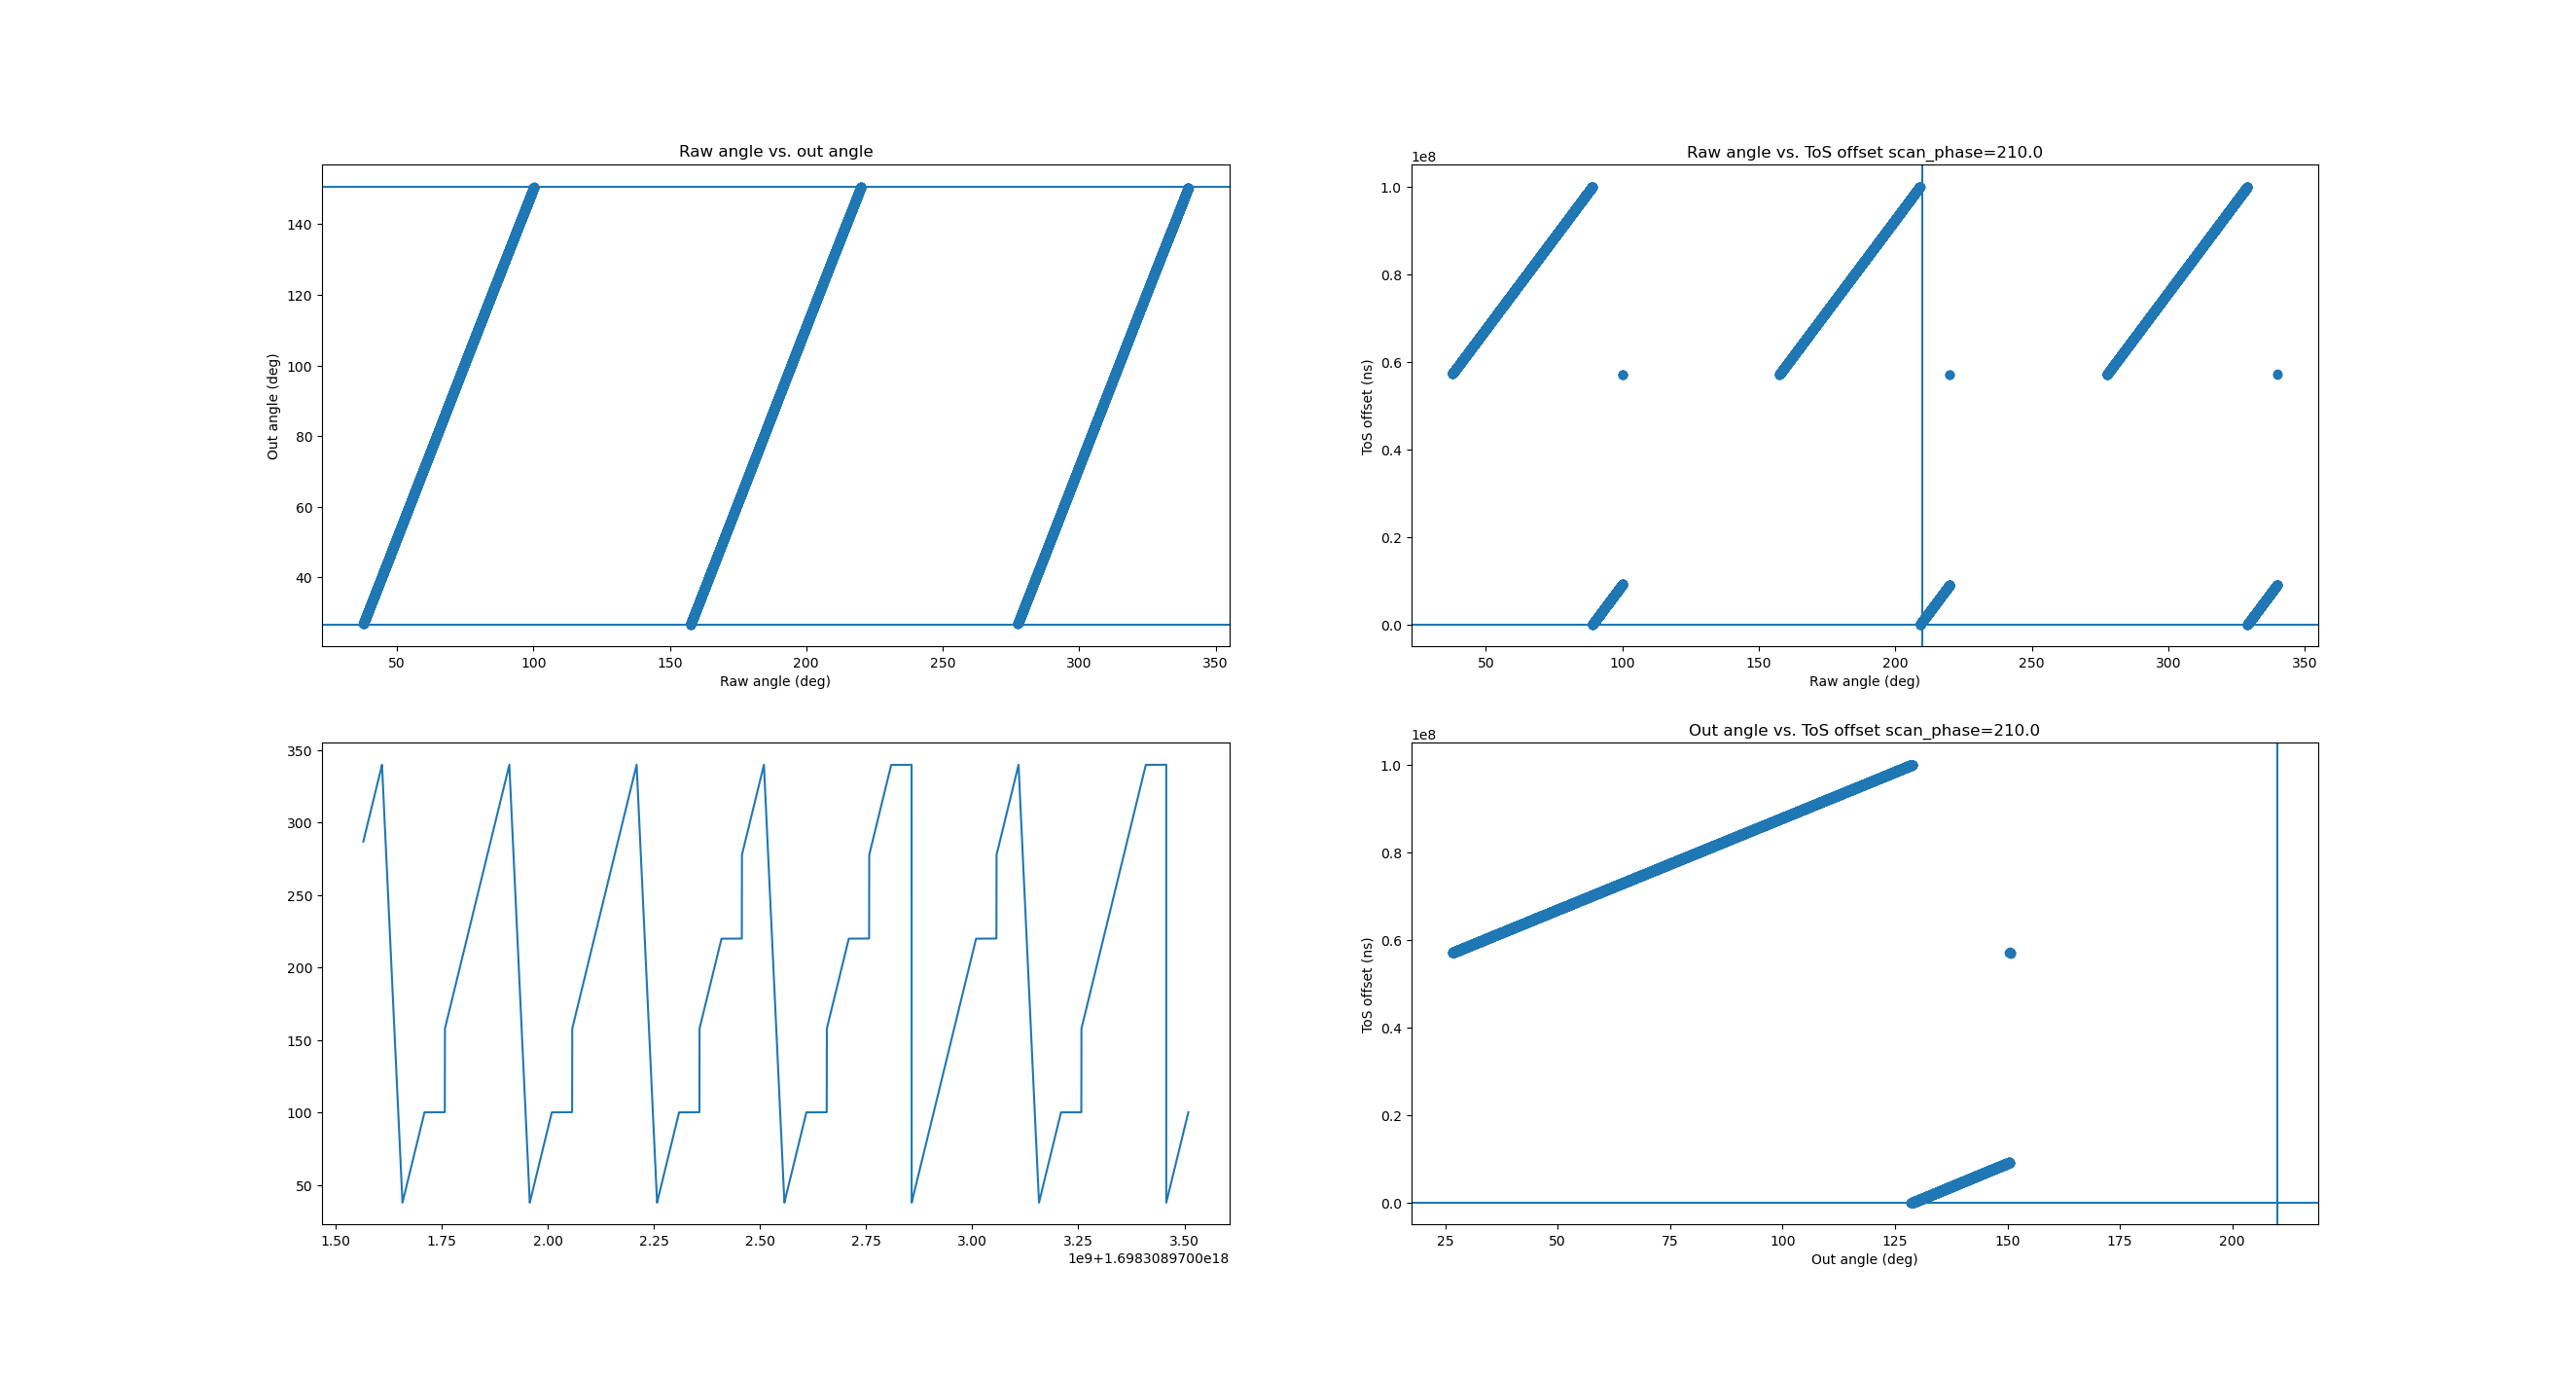 Raw angle vs. out angle
140
120
100
80
60
40
Out angle (deg)
50 100 150 200 250 300 350
Raw angle (deg)
Raw angle vs. ToS offset scan_phase=210.0
1e8
1.0
0.8
0.6
0.4
0.2
0.0
ToS offset (ns)
50 100 150 200 250 300 350
Raw angle (deg)
350
300
250
200
150
100
50
1.50 1.75 2.00 2.25 2.50 2.75 3.00 3.25 3.50
1e9+1.6983089700e18
Out angle vs. ToS offset scan_phase=210.0
1e8
1.0
0.8
0.6
0.4
0.2
0.0
ToS offset (ns)
25 50 75 100 125 150 175 200
Out angle (deg)